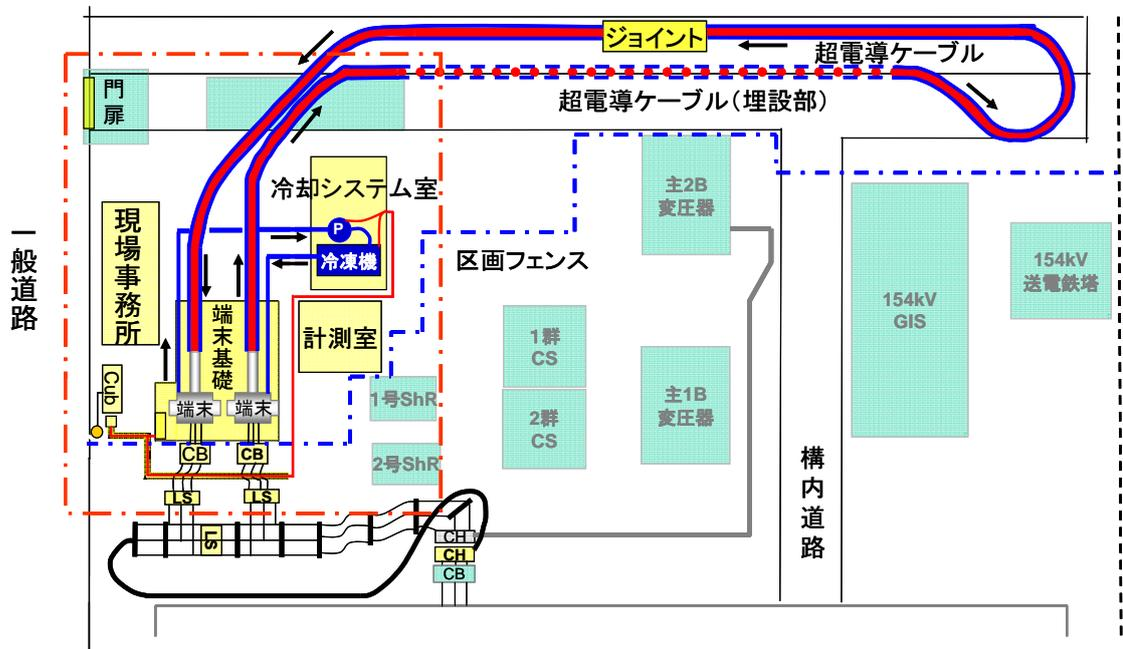 ジョイント
超電導ケーブル
門
扉
超電導ケーブル(埋設部)
冷却システム室
主2B
変圧器
P
冷凍機
一般道路
現場事務所
区画フェンス
154kV
送電鉄塔
154kV
GIS
端末基礎
計測室
1群
CS
主1B
変圧器
Cub
1号ShR
端末
端末
2群
CS
CB
CB
2号ShR
構内道路
LS
LS
LS
CH
CH
CB